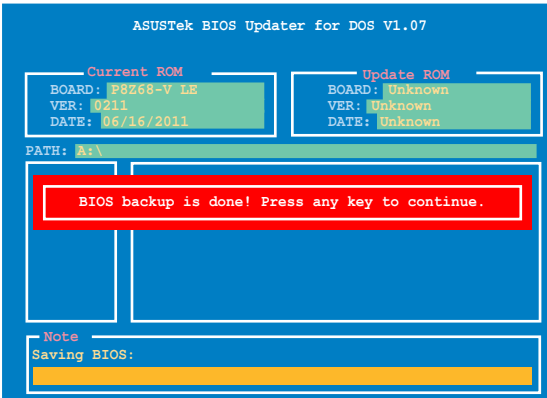 ASUSTek BIOS Updater for DOS V1.07
Current ROM
BOARD: P8Z68-V LE
VER: 0211
DATE: 06/16/2011
Update ROM
BOARD: Unknown
VER: Unknown
DATE: Unknown
PATH: A:\
BIOS backup is done! Press any key to continue.
Note
Saving BIOS: